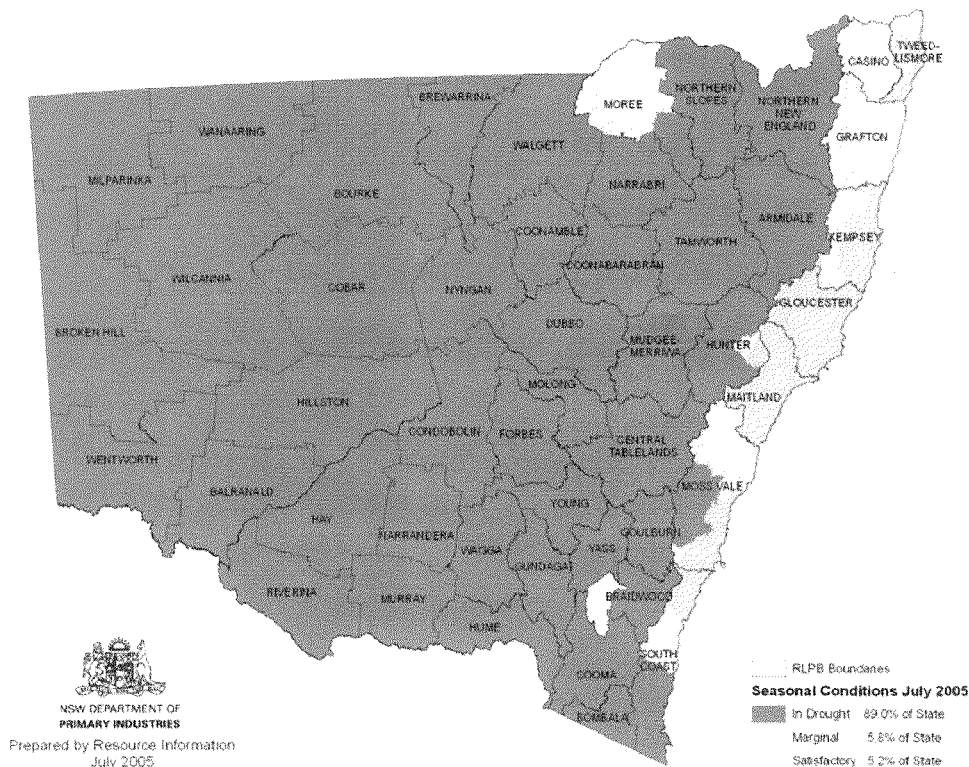 TWEED-
LISMORE
CASINO
MOREE
NORTHERN
SLOPES
NORTHERN
NEW
ENGLAND
BREWARRINA
WANAARING
GRAFTON
WALGETT
MILPARINKA
BOURKE
NARRABRI
ARMIDALE
COONAMBLE
TAMWORTH
KEMPSEY
COONABARABRAN
WILCANNIA
COBAR
NYNGAN
GLOUCESTER
BROKEN HILL
DUBBO
MUDGEE-
MERRIWA
HUNTER
MOLONG
MAITLAND
HILLSTON
CONDOBOLIN
FORBES
CENTRAL
TABLELANDS
WENTWORTH
BALRANALD
MOSS VALE
YOUNG
HAY
NARRANDERA
GOULBURN
WAGGA
YASS
GUNDAGAI
RIVERINA
MURRAY
BRAIDWOOD
HUME
SOUTH
COAST
COOMA
BOMBALA
NSW DEPARTMENT OF
PRIMARY INDUSTRIES
Prepared by Resource Information
July 2005
RLPB Boundaries
Seasonal Conditions July 2005
In Drought 89.0% of State
Marginal 5.8% of State
Satisfactory 5.2% of State